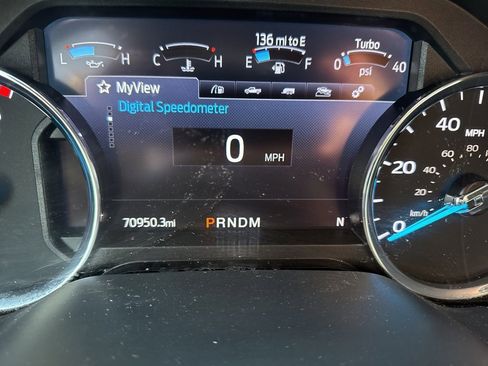 136 mi to E
L H C H E F
Turbo
0 40
psi
MyView
Digital Speedometer
0 MPH
70950.3mi PRNDM N
40
MPH
60
80
20
40
20
km/h
0
0